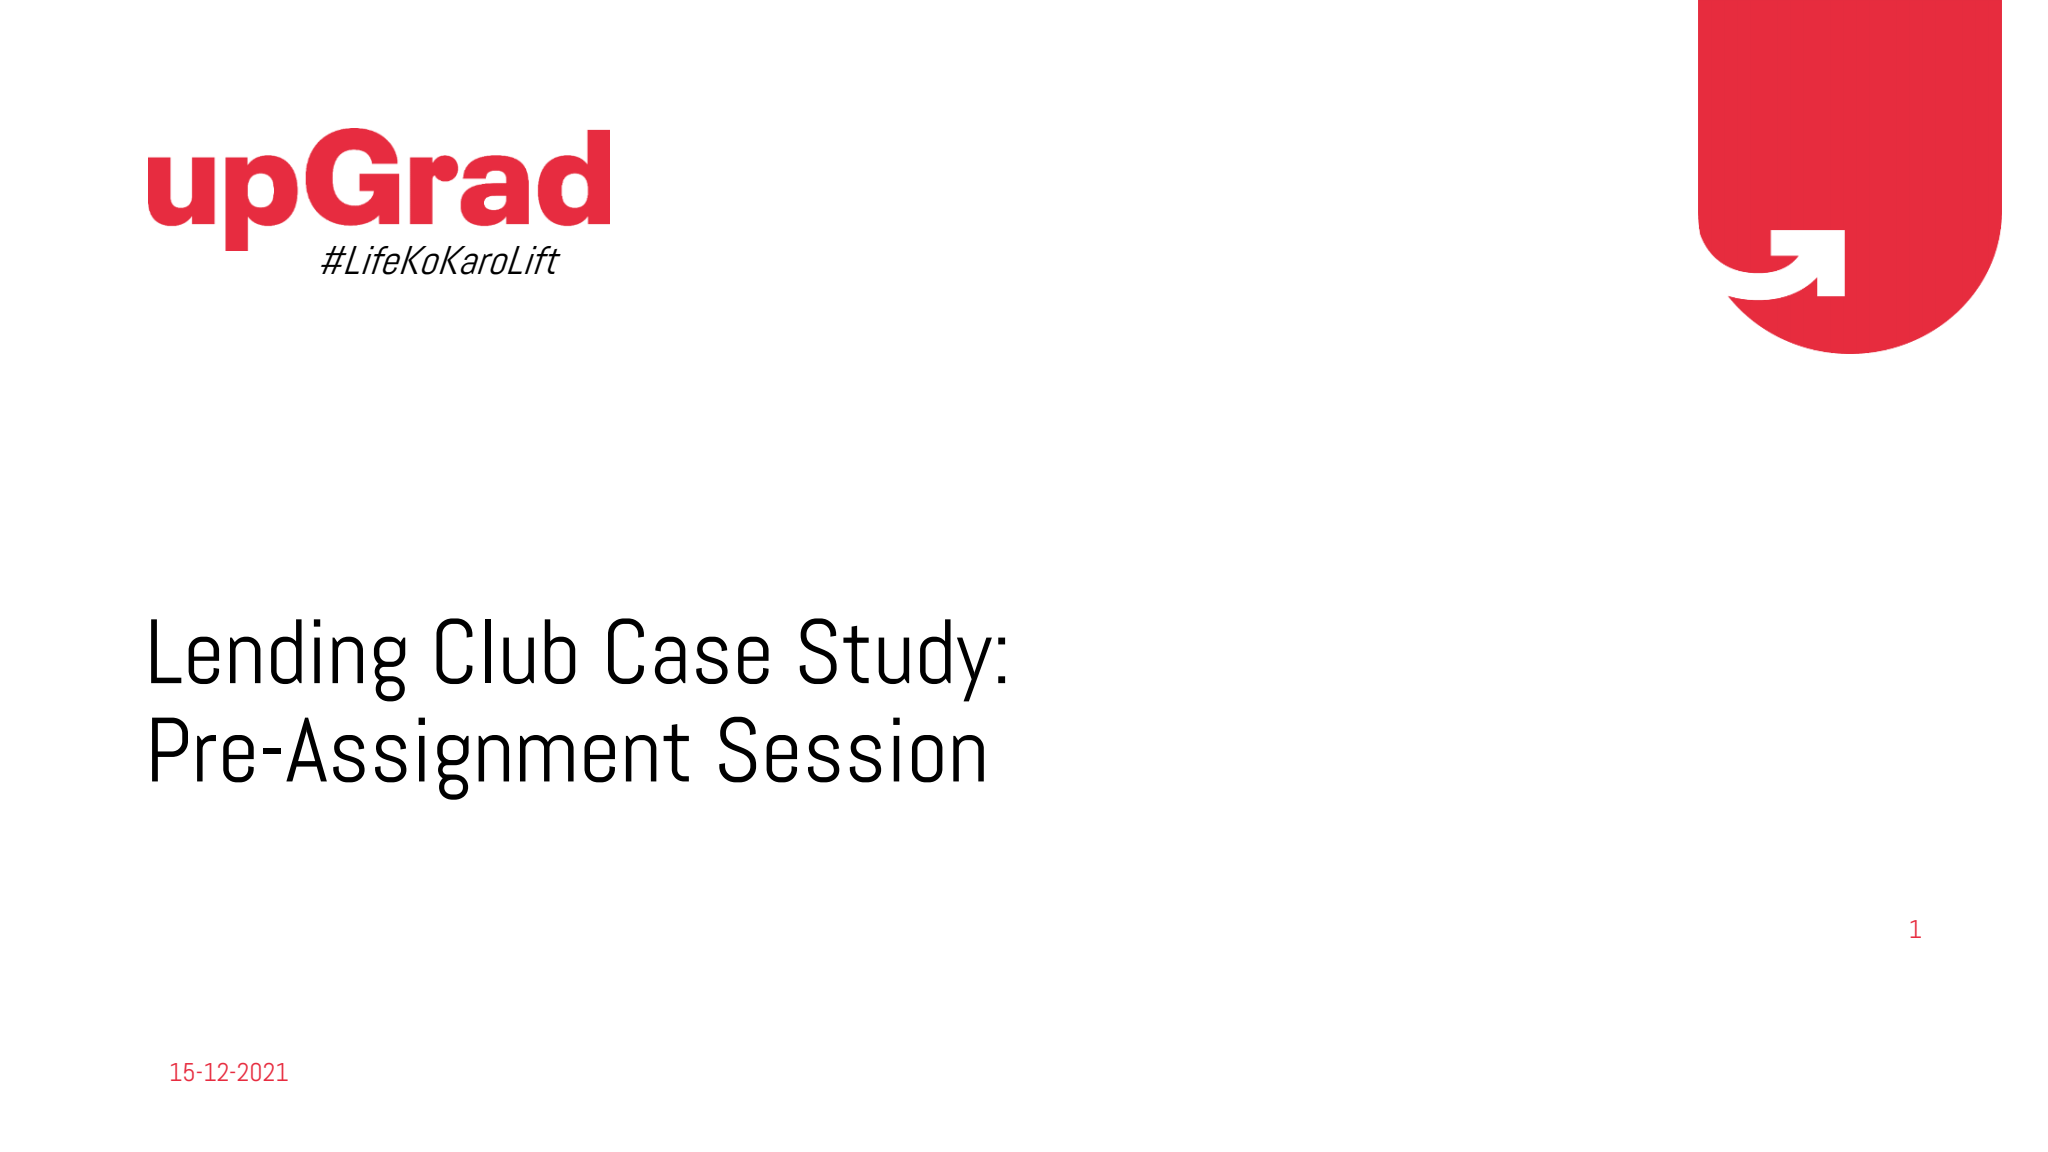 upGrad
#LifeKoKaroLift
Lending Club Case Study:
Pre-Assignment Session
1
15-12-2021